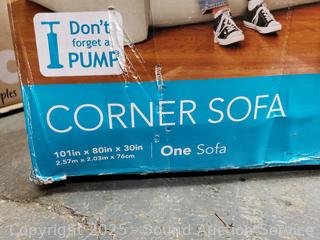 Don't
forget a
PUMP
ples
CORNER SOFA
101in x 80in x 30in
2.57m x 2.03m x 76cm
One Sofa
Copyright 2025 - Sound Auction Service